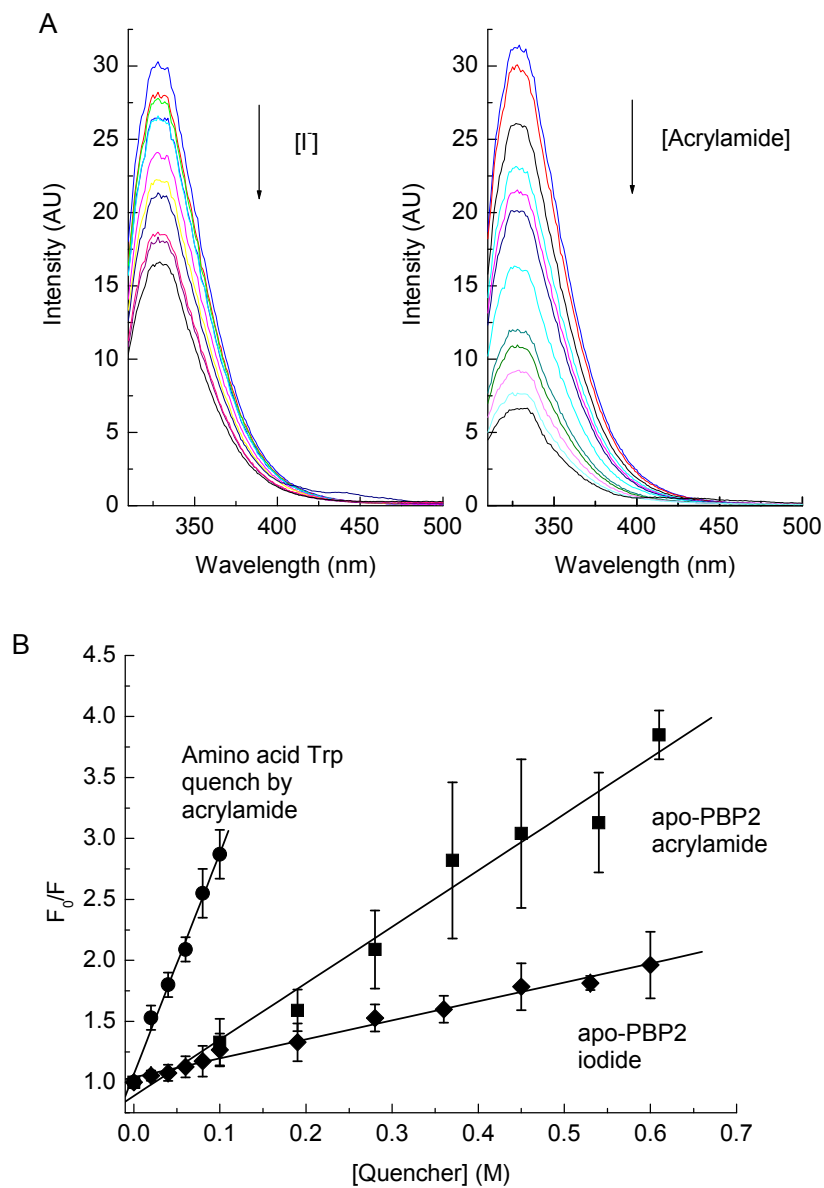 A
30
25
20
15
10
5
0
Intensity (AU)
[I⁻]
350 400 450 500
Wavelength (nm)
30
25
20
15
10
5
0
Intensity (AU)
[Acrylamide]
350 400 450 500
Wavelength (nm)
B
4.5
4.0
3.5
3.0
2.5
2.0
1.5
1.0
F₀/F
Amino acid Trp
quench by
acrylamide
apo-PBP2
acrylamide
apo-PBP2
iodide
0.0 0.1 0.2 0.3 0.4 0.5 0.6 0.7
[Quencher] (M)